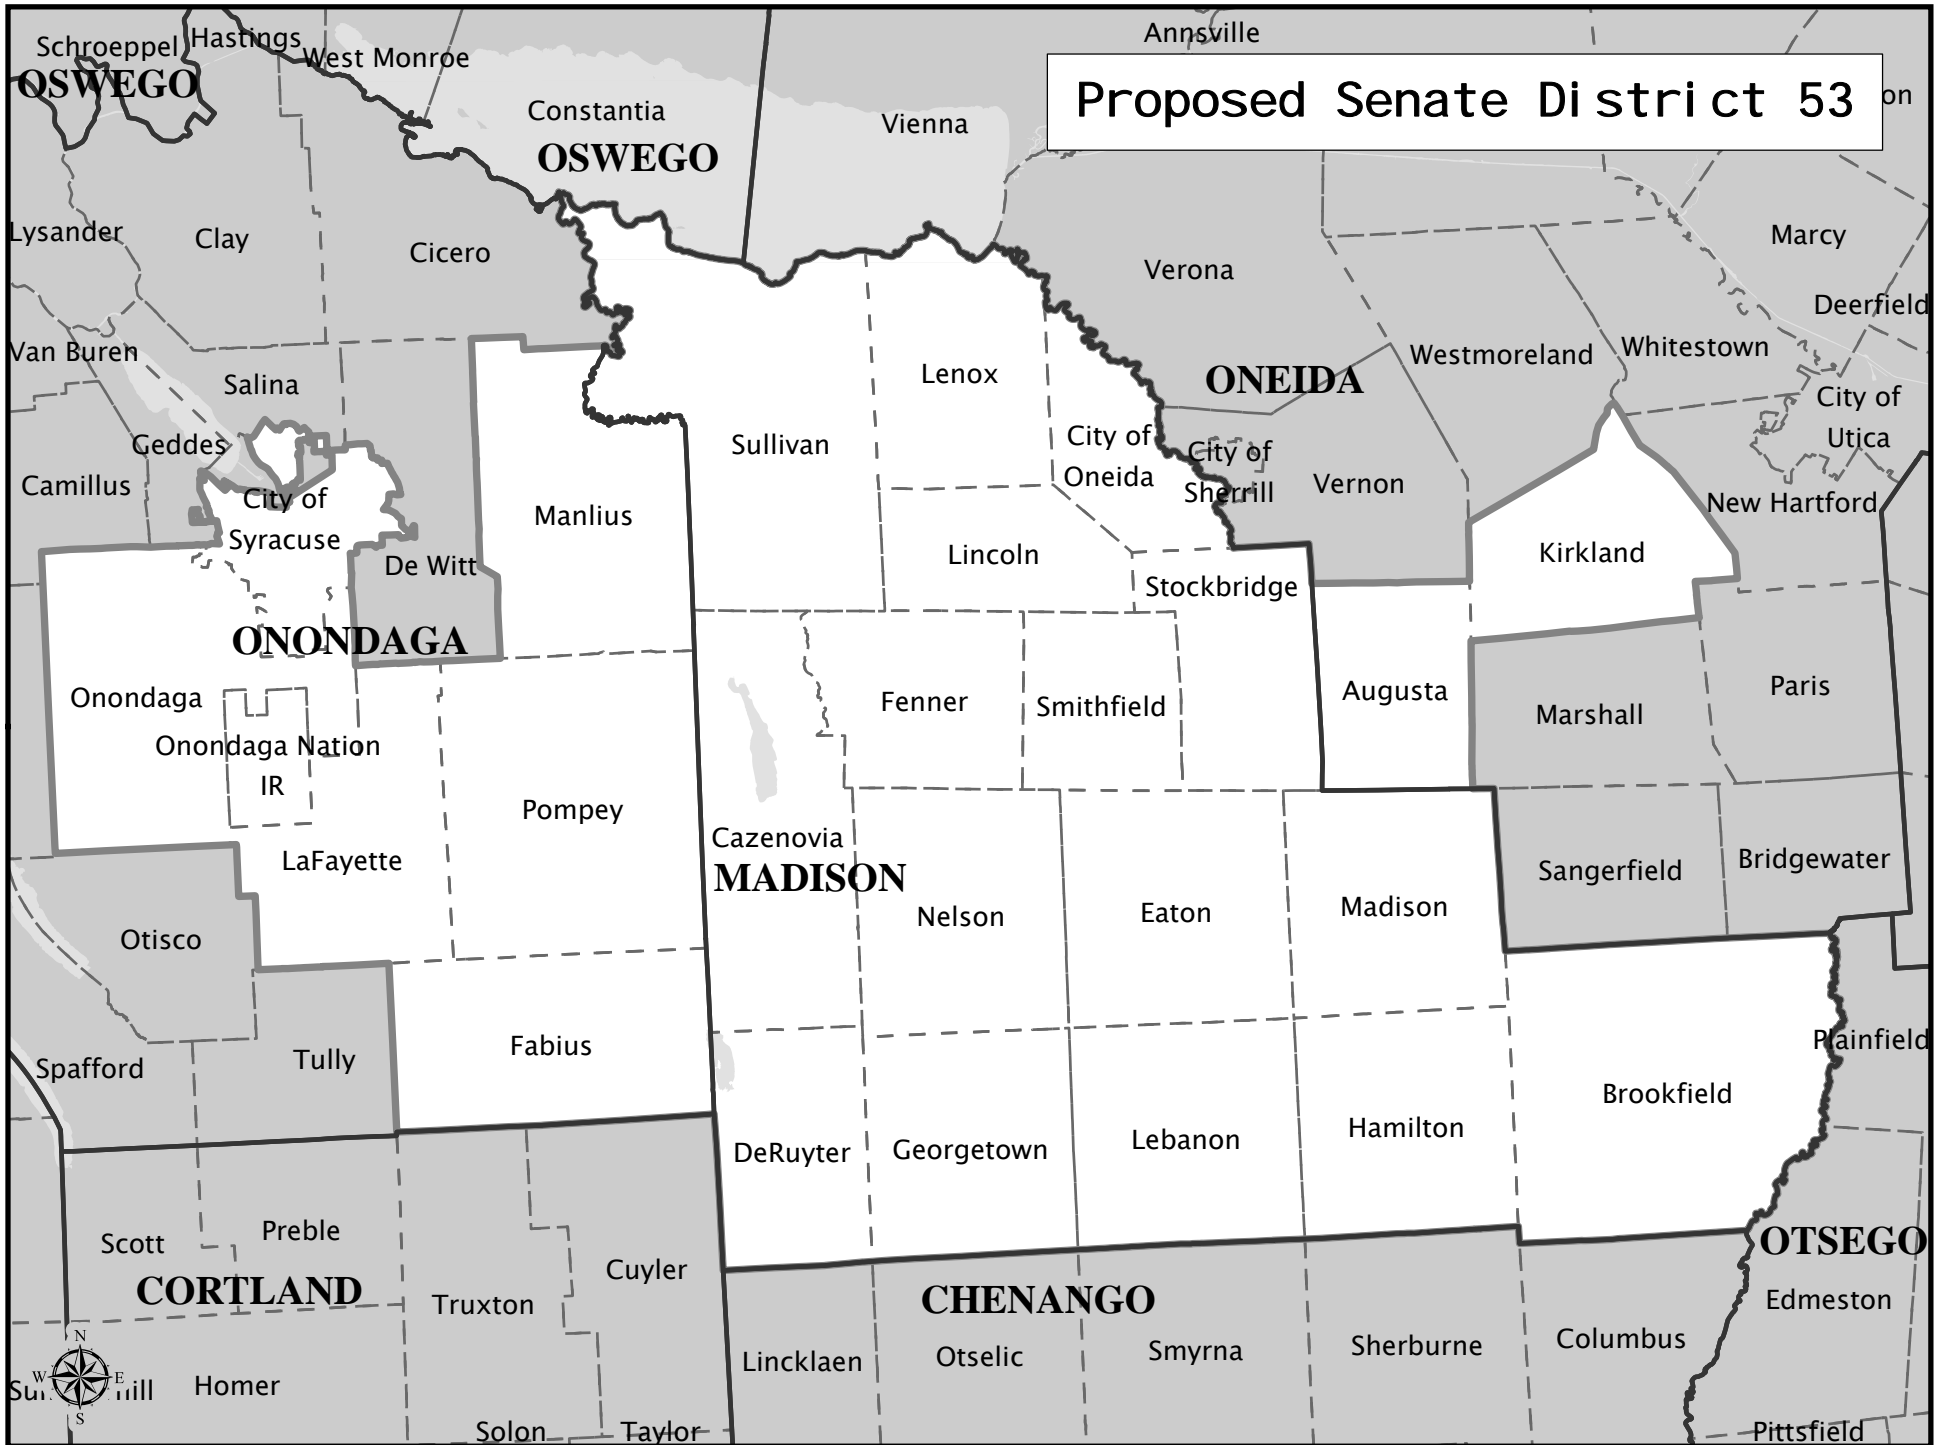 Annsville
Hastings
Schroeppel
West Monroe
OSWEGO
Proposed Senate District 53
on
Constantia
Vienna
OSWEGO
Lysander
Clay
Cicero
Marcy
Verona
Deerfield
Van Buren
Salina
Lenox
ONEIDA
Westmoreland
Whitestown
City of
Utica
Geddes
Sullivan
City of
Oneida
City of
Sherrill
Camillus
City of
Syracuse
Manlius
Vernon
New Hartford
De Witt
Lincoln
Stockbridge
Kirkland
ONONDAGA
Onondaga
Fenner
Smithfield
Augusta
Marshall
Paris
Onondaga Nation
IR
Pompey
Cazenovia
LaFayette
MADISON
Sangerfield
Bridgewater
Otisco
Nelson
Eaton
Madison
Spafford
Tully
Fabius
Plainfield
Brookfield
DeRuyter
Georgetown
Lebanon
Hamilton
Scott
Preble
OTSEGO
Cuyler
CORTLAND
Truxton
CHENANGO
Edmeston
N
W E
S
Homer
Lincklaen
Otselic
Smyrna
Sherburne
Columbus
Solon
Taylor
Pittsfield